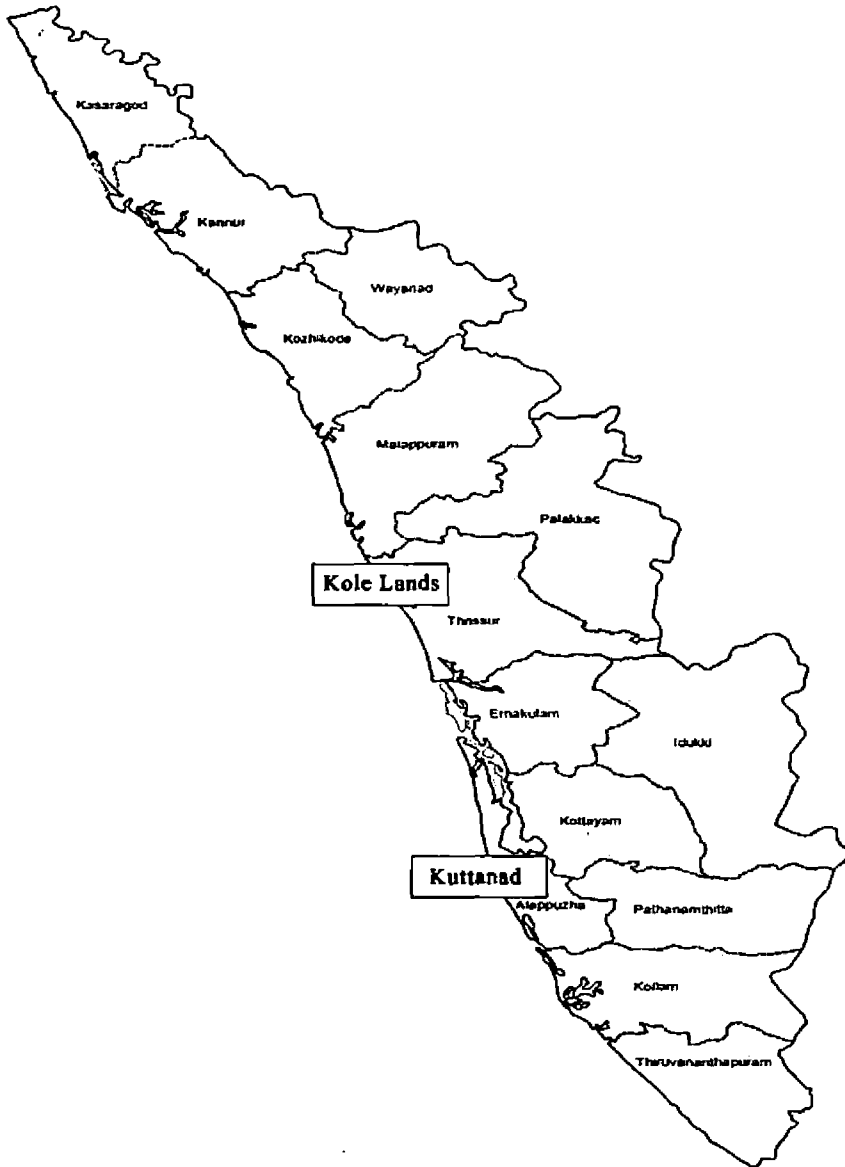 Kasaragod
Kannur
Wayanad
Kozhikode
Malappuram
Palakkad
Kole Lands
Thrissur
Ernakulam
Idukki
Kottayam
Kuttanad
Alappuzha
Pathanamthitta
Kollam
Thiruvananthapuram